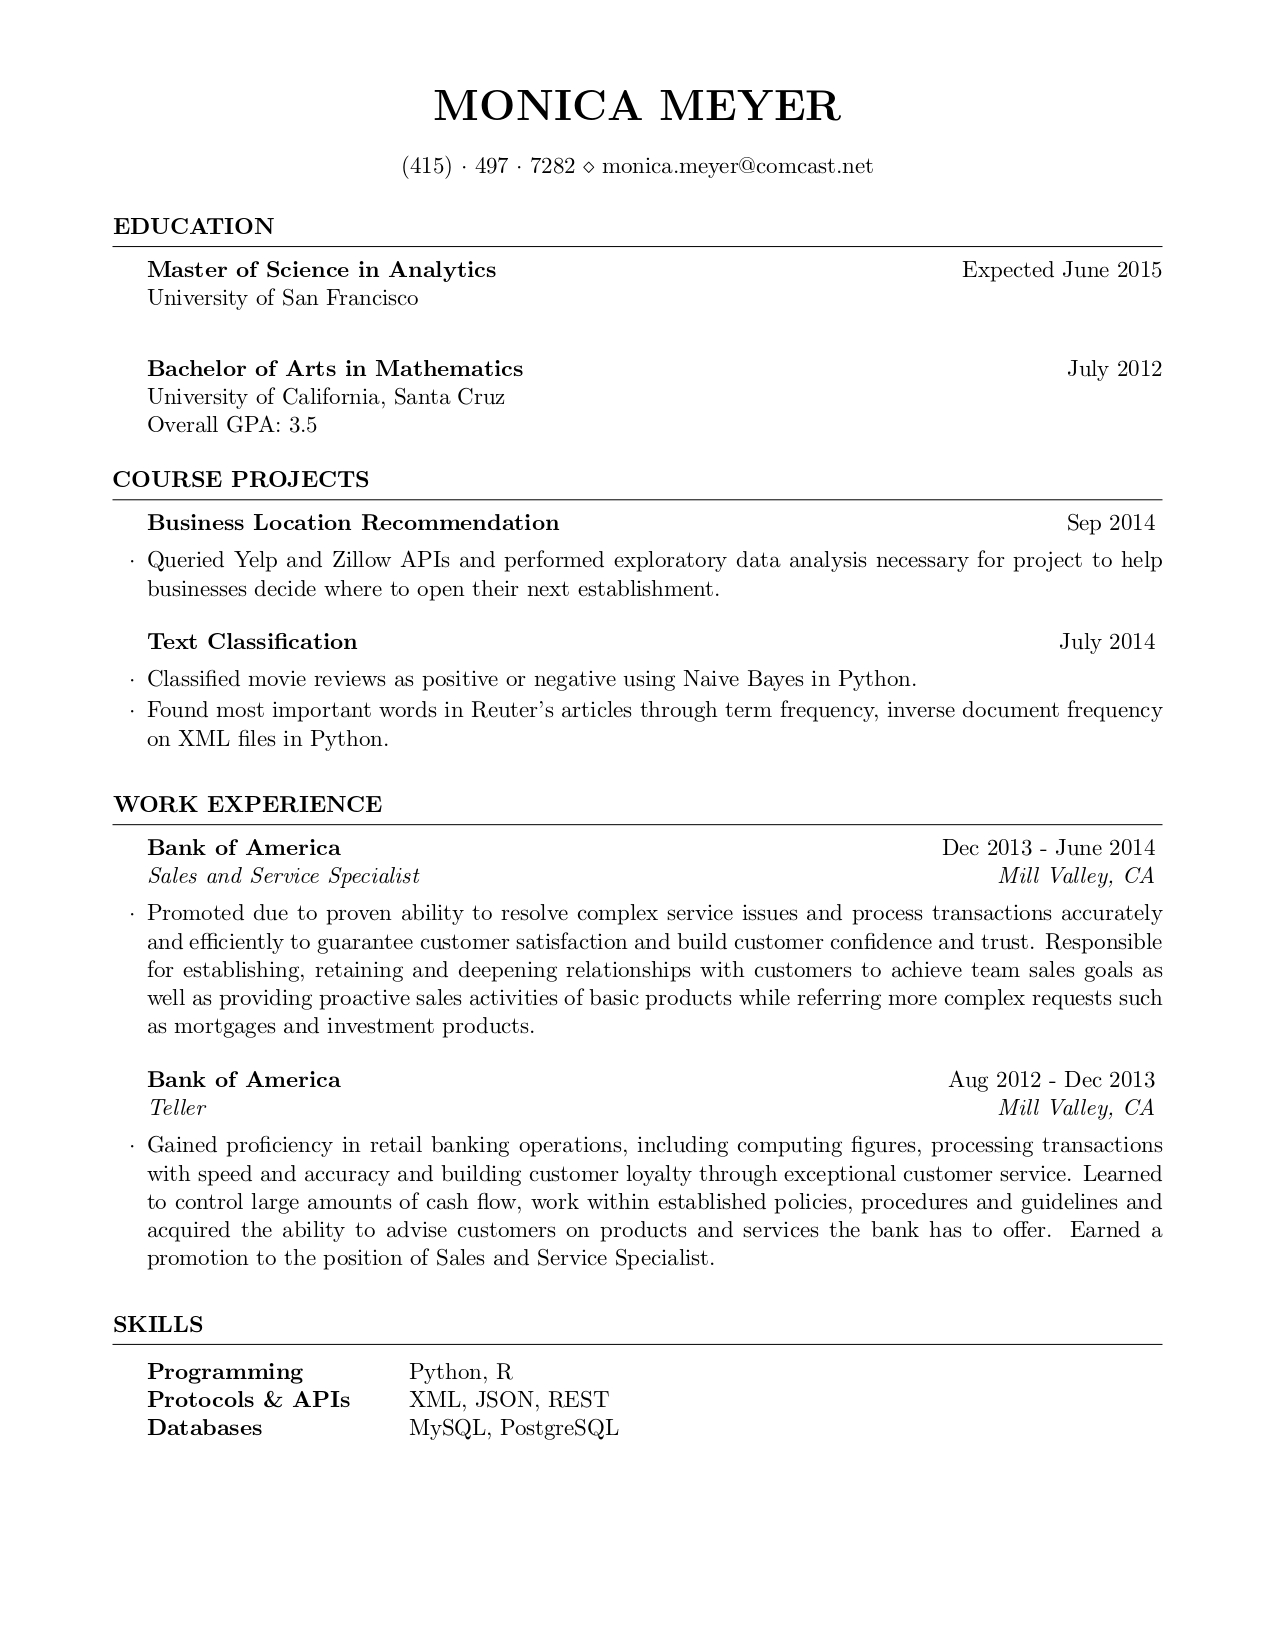 MONICA MEYER
(415) · 497 · 7282 ⋄ monica.meyer@comcast.net
EDUCATION
Master of Science in Analytics Expected June 2015
University of San Francisco
Bachelor of Arts in Mathematics July 2012
University of California, Santa Cruz
Overall GPA: 3.5
COURSE PROJECTS
Business Location Recommendation Sep 2014
· Queried Yelp and Zillow APIs and performed exploratory data analysis necessary for project to help
businesses decide where to open their next establishment.
Text Classification July 2014
· Classified movie reviews as positive or negative using Naive Bayes in Python.
· Found most important words in Reuter's articles through term frequency, inverse document frequency
on XML files in Python.
WORK EXPERIENCE
Bank of America Dec 2013 - June 2014
Sales and Service Specialist Mill Valley, CA
· Promoted due to proven ability to resolve complex service issues and process transactions accurately
and efficiently to guarantee customer satisfaction and build customer confidence and trust. Responsible
for establishing, retaining and deepening relationships with customers to achieve team sales goals as
well as providing proactive sales activities of basic products while referring more complex requests such
as mortgages and investment products.
Bank of America Aug 2012 - Dec 2013
Teller Mill Valley, CA
· Gained proficiency in retail banking operations, including computing figures, processing transactions
with speed and accuracy and building customer loyalty through exceptional customer service. Learned
to control large amounts of cash flow, work within established policies, procedures and guidelines and
acquired the ability to advise customers on products and services the bank has to offer. Earned a
promotion to the position of Sales and Service Specialist.
SKILLS
Programming Python, R
Protocols & APIs XML, JSON, REST
Databases MySQL, PostgreSQL